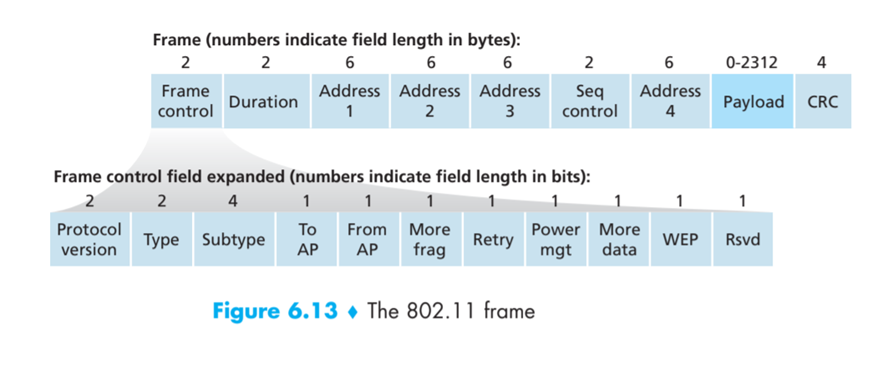 Frame (numbers indicate field length in bytes):
2 2 6 6 6 2 6 0-2312 4
Frame control Duration Address 1 Address 2 Address 3 Seq control Address 4 Payload CRC
Frame control field expanded (numbers indicate field length in bits):
2 2 4 1 1 1 1 1 1 1 1
Protocol version Type Subtype To AP From AP More frag Retry Power mgt More data WEP Rsvd
Figure 6.13 ♦ The 802.11 frame